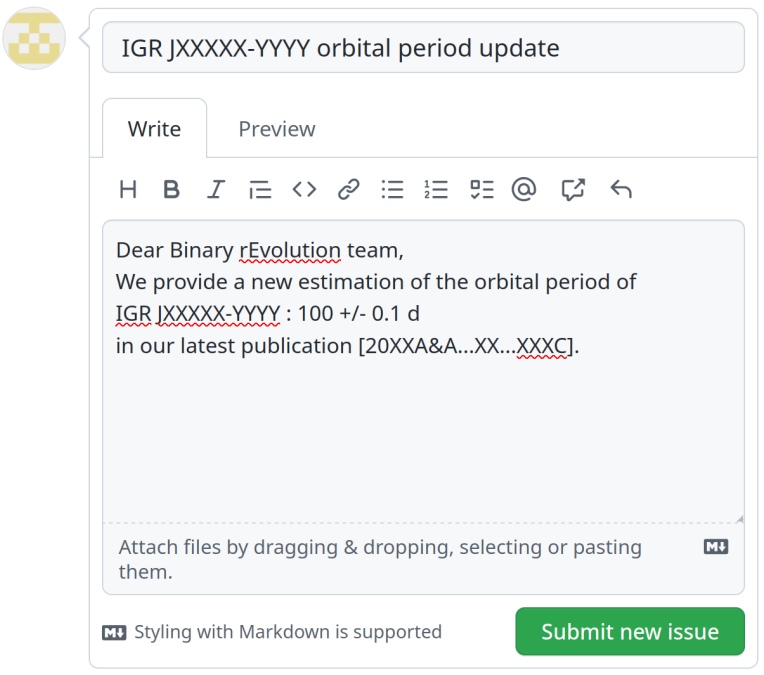 IGR JXXXXX-YYYY orbital period update
Write
Preview
Dear Binary rEvolution team,
We provide a new estimation of the orbital period of
IGR JXXXXX-YYYY : 100 +/- 0.1 d
in our latest publication [20XXA&A...XX...XXXC].
Attach files by dragging & dropping, selecting or pasting
them.
Styling with Markdown is supported
Submit new issue